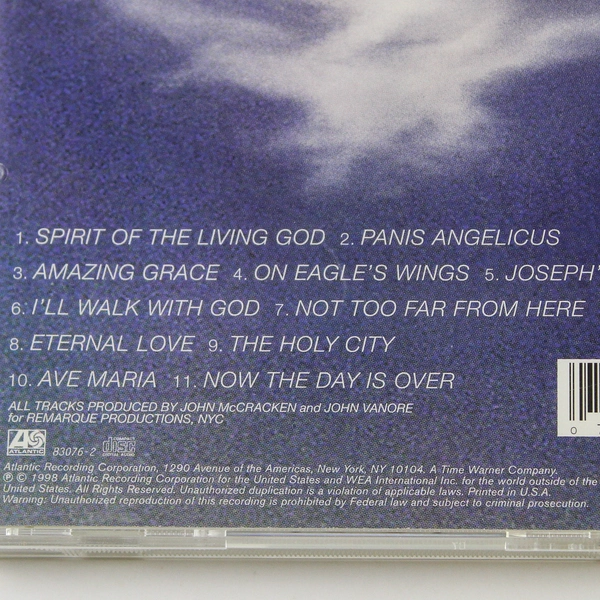 1. SPIRIT OF THE LIVING GOD 2. PANIS ANGELICUS
3. AMAZING GRACE 4. ON EAGLE'S WINGS 5. JOSEPH'
6. I'LL WALK WITH GOD 7. NOT TOO FAR FROM HERE
8. ETERNAL LOVE 9. THE HOLY CITY
10. AVE MARIA 11. NOW THE DAY IS OVER
ALL TRACKS PRODUCED BY JOHN McCRACKEN and JOHN VANORE
for REMARQUE PRODUCTIONS, NYC
ATLANTIC 83076-2 COMPACT disc DIGITAL AUDIO
0
Atlantic Recording Corporation, 1290 Avenue of the Americas, New York, NY 10104. A Time Warner Company.
℗ © 1998 Atlantic Recording Corporation for the United States and WEA International Inc. for the world outside of the
United States. All Rights Reserved. Unauthorized duplication is a violation of applicable laws. Printed in U.S.A.
Warning: Unauthorized reproduction of this recording is prohibited by Federal law and subject to criminal prosecution.